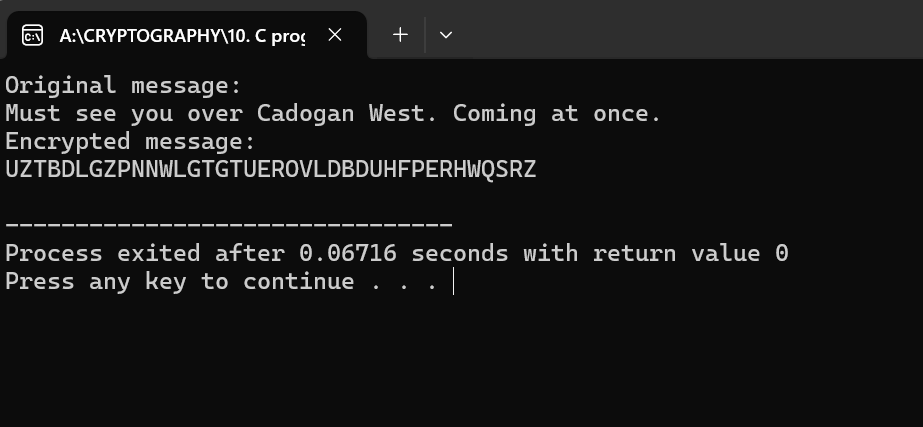 A:\CRYPTOGRAPHY\10. C prog
Original message:
Must see you over Cadogan West. Coming at once.
Encrypted message:
UZTBDLGZPNNWLGTGTUEROVLDBDUHFPERHWQSRZ
--------------------------------
Process exited after 0.06716 seconds with return value 0
Press any key to continue . . .